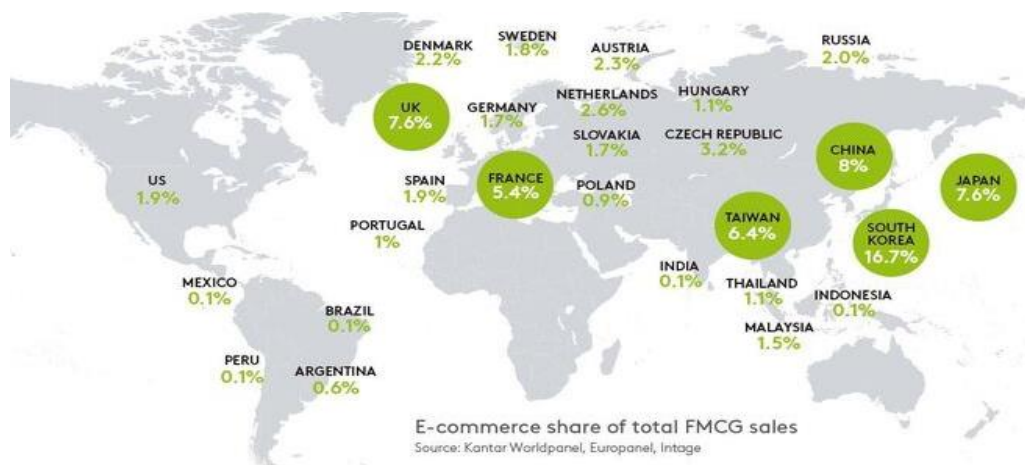 DENMARK
2.2%
SWEDEN
1.8%
AUSTRIA
2.3%
RUSSIA
2.0%
UK
7.6%
GERMANY
1.7%
NETHERLANDS
2.6%
HUNGARY
1.1%
SLOVAKIA
1.7%
CZECH REPUBLIC
3.2%
CHINA
8%
US
1.9%
SPAIN
1.9%
FRANCE
5.4%
POLAND
0.9%
JAPAN
7.6%
PORTUGAL
1%
TAIWAN
6.4%
SOUTH
KOREA
16.7%
MEXICO
0.1%
INDIA
0.1%
THAILAND
1.1%
INDONESIA
0.1%
BRAZIL
0.1%
MALAYSIA
1.5%
PERU
0.1%
ARGENTINA
0.6%
E-commerce share of total FMCG sales
Source: Kantar Worldpanel, Europanel, Intage